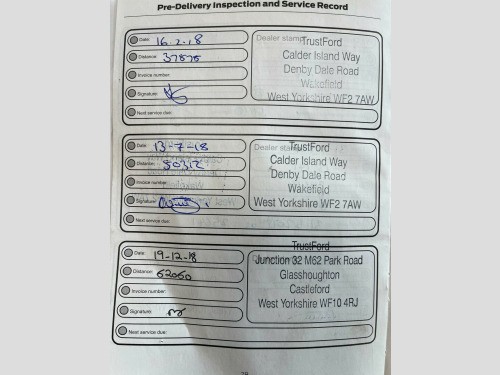 Pre-Delivery Inspection and Service Record
Date: 16.2.18
Distance: 37878
Invoice number:
Signature:
Next service due:
Dealer stamp
TrustFord
Calder Island Way
Denby Dale Road
Wakefield
West Yorkshire WF2 7AW
Date: 13-7-18
Distance: 50312
Invoice number:
Signature:
Next service due:
Dealer stamp
TrustFord
Calder Island Way
Denby Dale Road
Wakefield
West Yorkshire WF2 7AW
Date: 19-12-18
Distance: 62060
Invoice number:
Signature:
Next service due:
TrustFord
Junction 32 M62 Park Road
Glasshoughton
Castleford
West Yorkshire WF10 4RJ